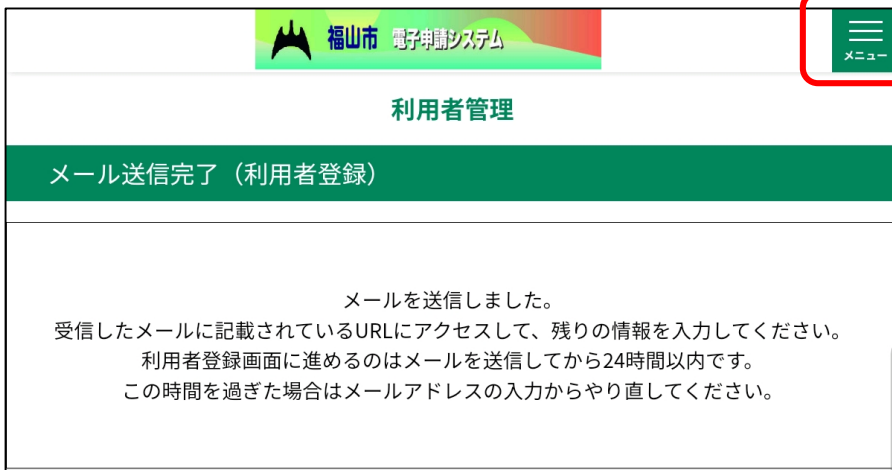 福山市 電子申請システム
メニュー
利用者管理
メール送信完了（利用者登録）
メールを送信しました。
受信したメールに記載されているURLにアクセスして、残りの情報を入力してください。
利用者登録画面に進めるのはメールを送信してから24時間以内です。
この時間を過ぎた場合はメールアドレスの入力からやり直してください。